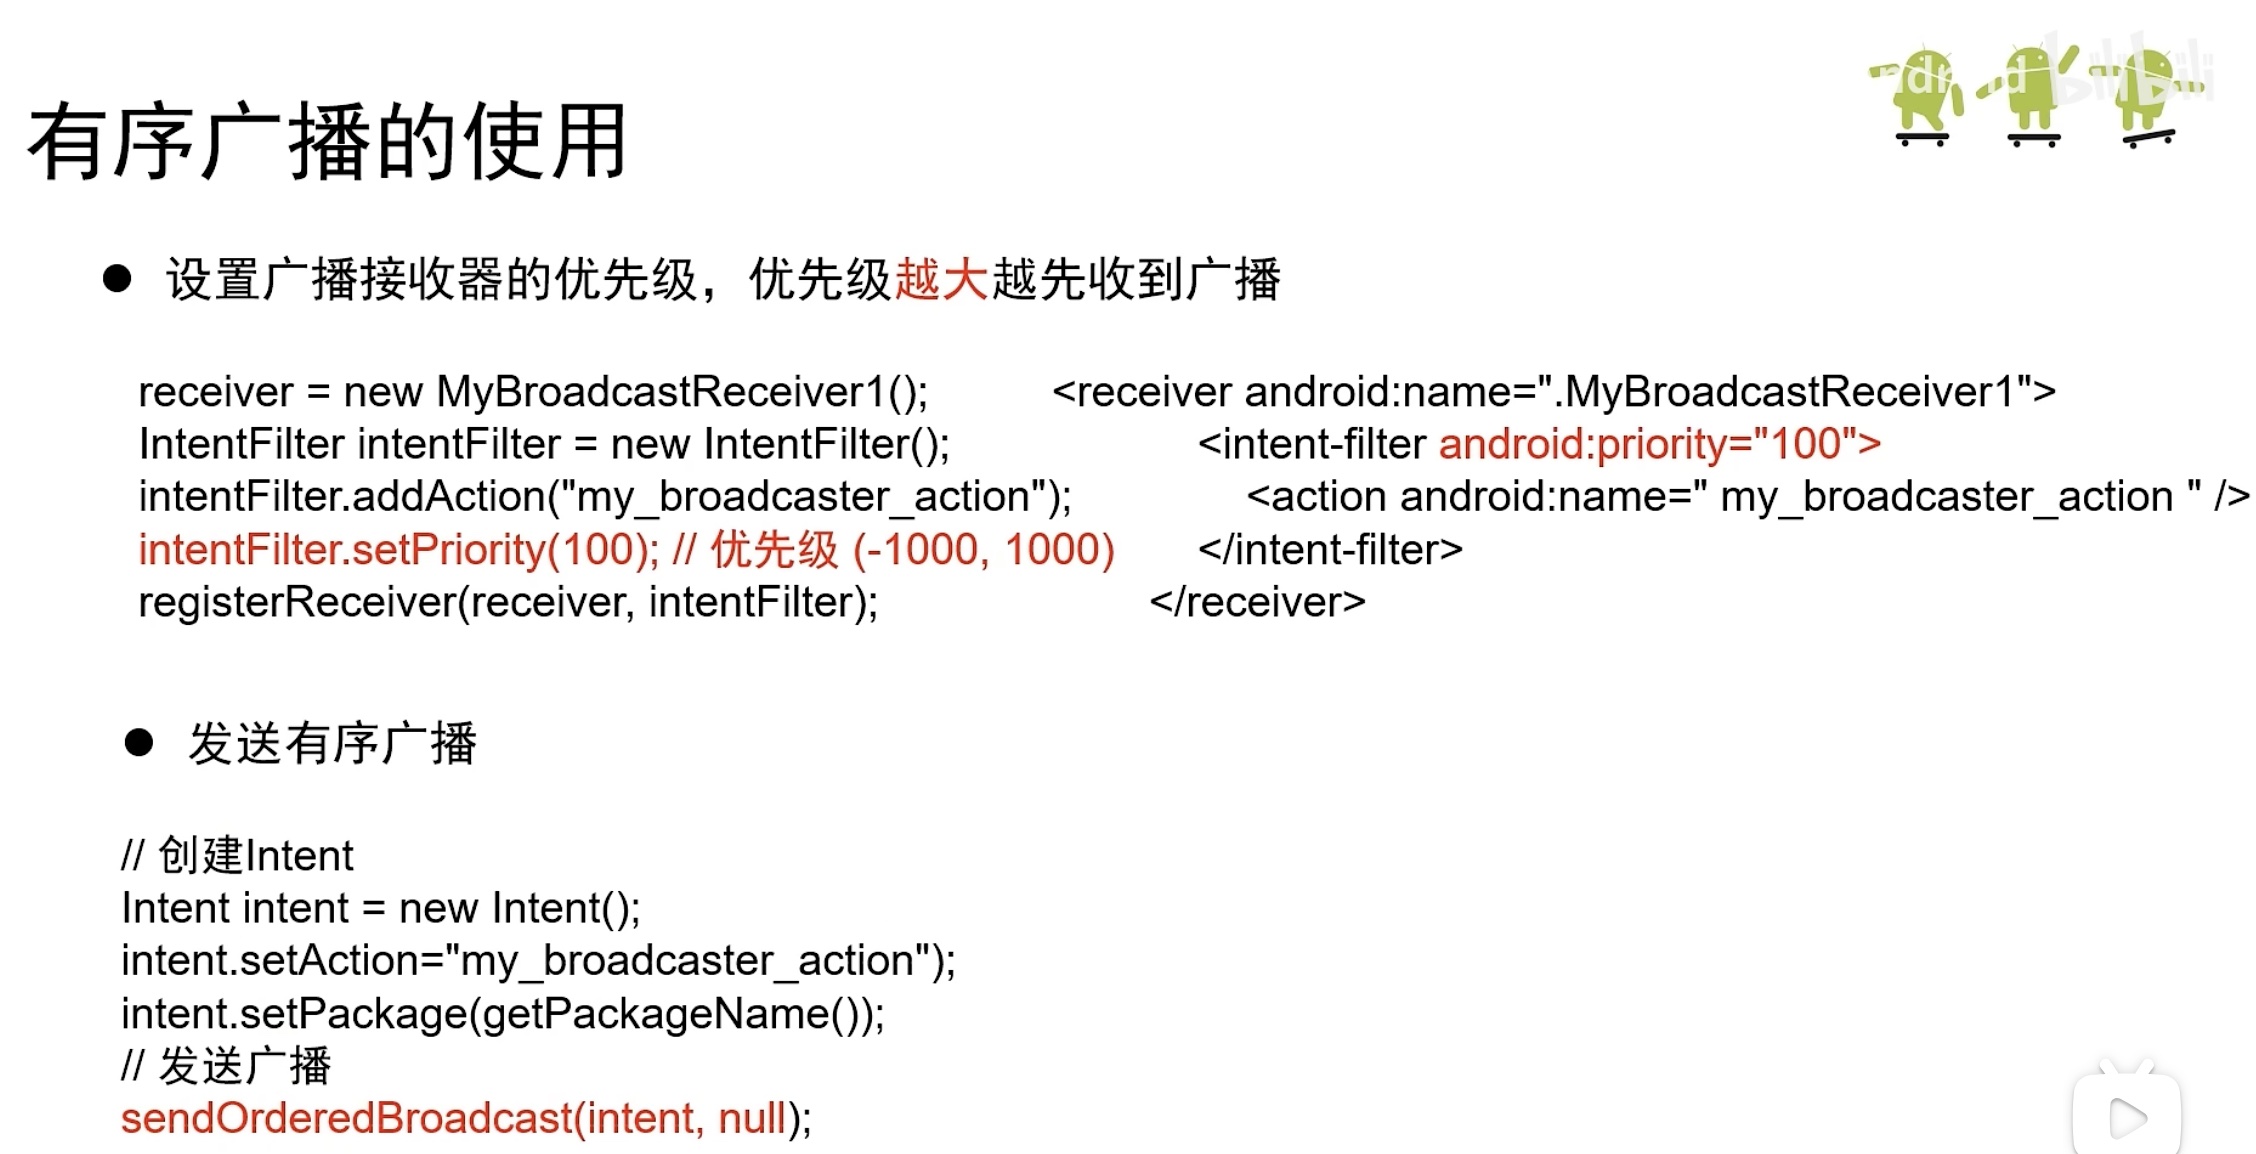 有序广播的使用
ndroid bilibili
● 设置广播接收器的优先级，优先级越大越先收到广播
receiver = new MyBroadcastReceiver1();
IntentFilter intentFilter = new IntentFilter();
intentFilter.addAction("my_broadcaster_action");
intentFilter.setPriority(100); // 优先级 (-1000, 1000)
registerReceiver(receiver, intentFilter);
<receiver android:name=".MyBroadcastReceiver1">
<intent-filter android:priority="100">
<action android:name=" my_broadcaster_action " />
</intent-filter>
</receiver>
● 发送有序广播
// 创建Intent
Intent intent = new Intent();
intent.setAction="my_broadcaster_action");
intent.setPackage(getPackageName());
// 发送广播
sendOrderedBroadcast(intent, null);